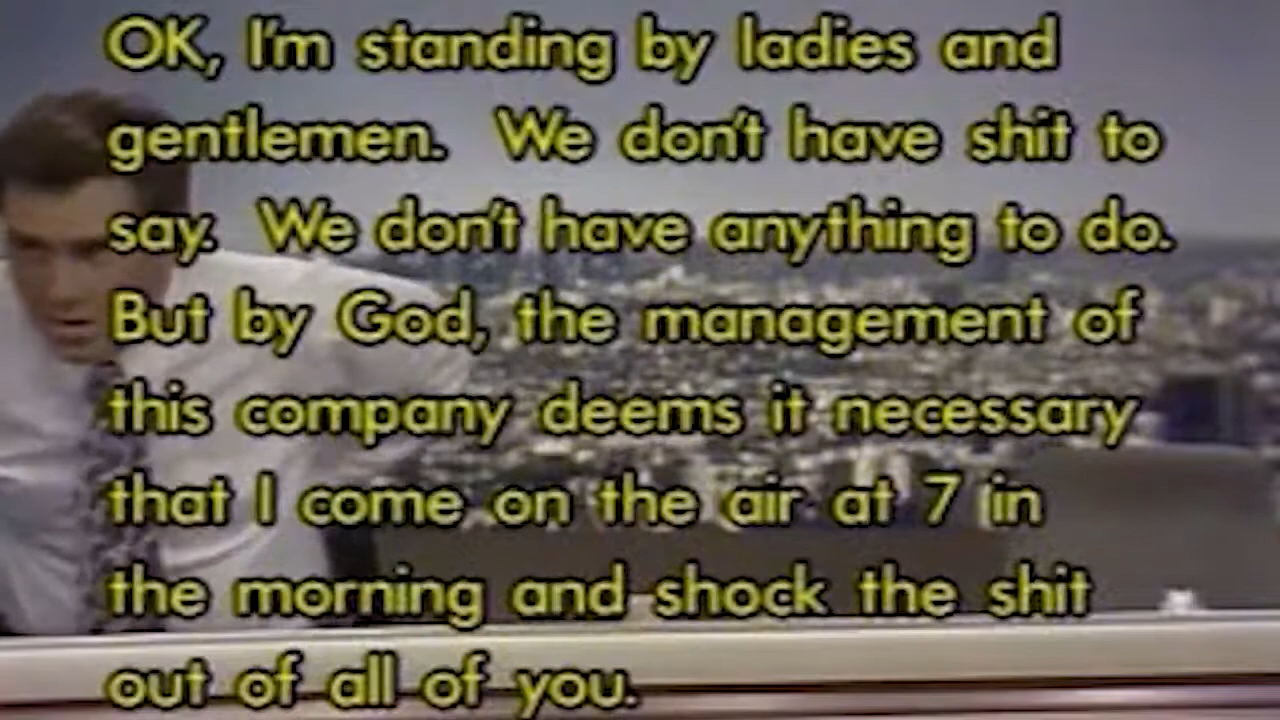 OK, I'm standing by ladies and
gentlemen. We don't have shit to
say. We don't have anything to do.
But by God, the management of
this company deems it necessary
that I come on the air at 7 in
the morning and shock the shit
out of all of you.